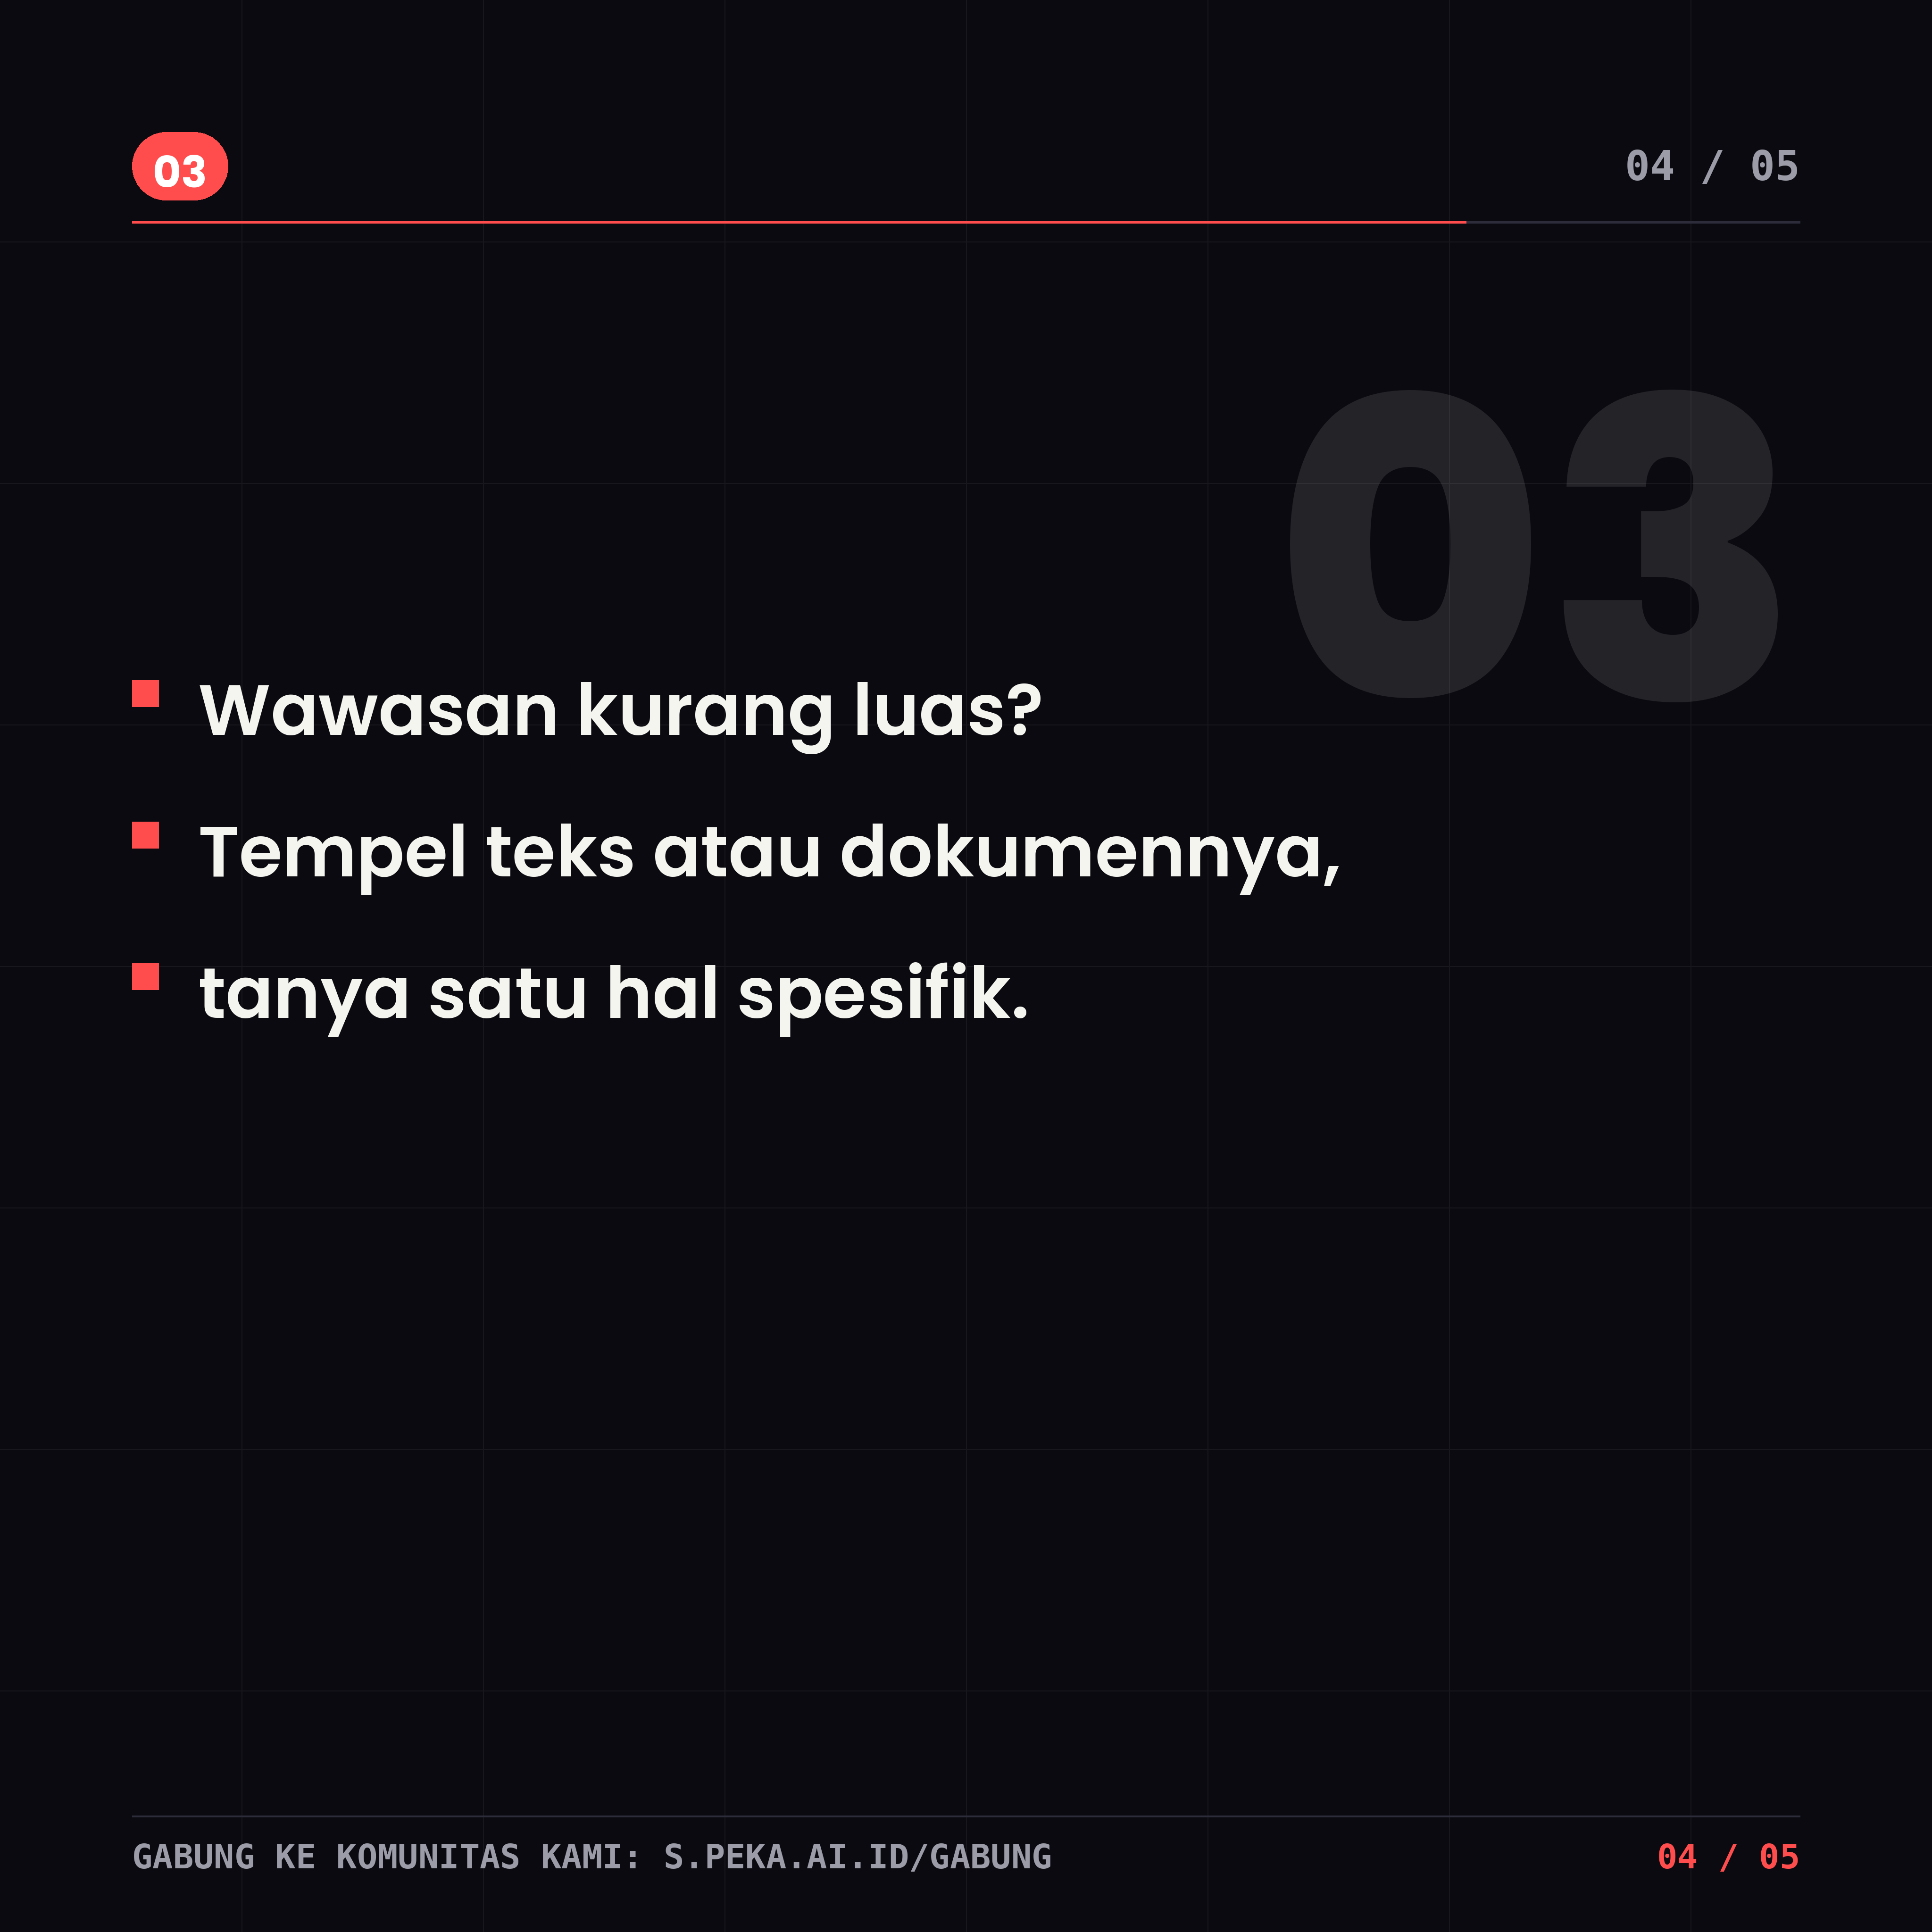 03
04 / 05
03
Wawasan kurang luas?
Tempel teks atau dokumennya,
tanya satu hal spesifik.
GABUNG KE KOMUNITAS KAMI: S.PEKA.AI.ID/GABUNG
04 / 05